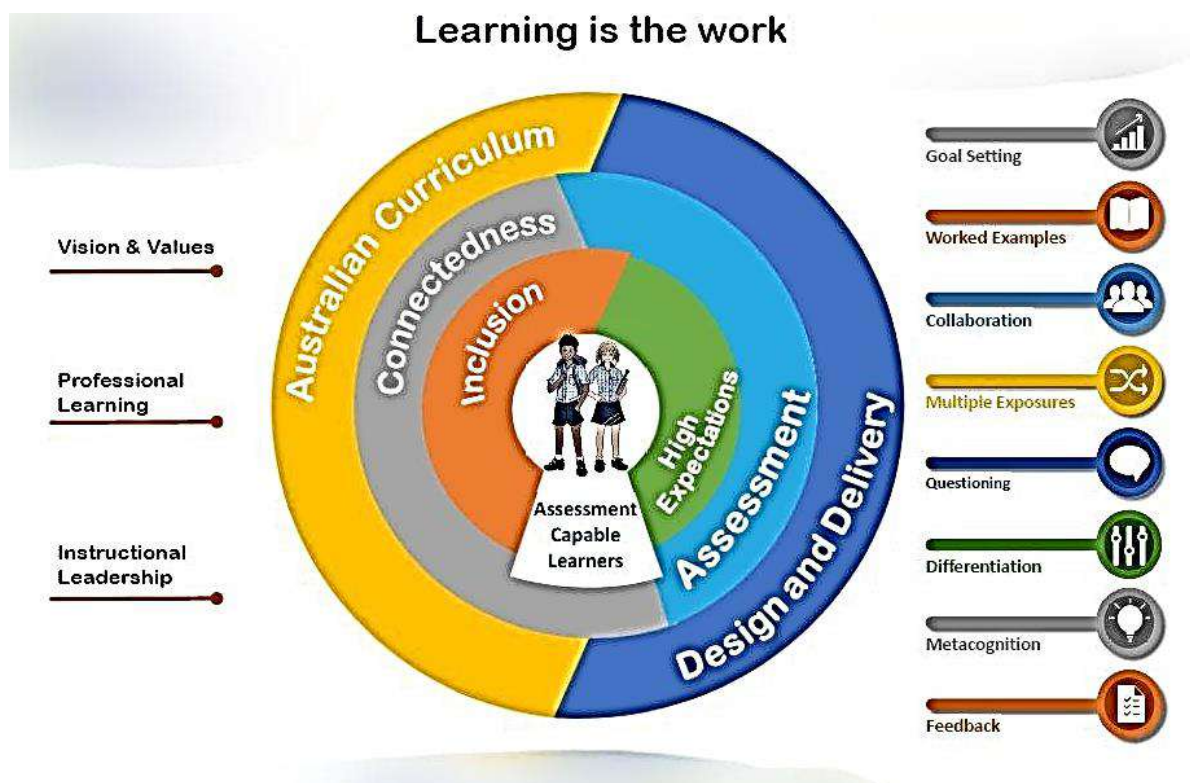 Learning is the work
Vision & Values
Professional
Learning
Instructional
Leadership
Australian Curriculum
Connectedness
Inclusion
High
Expectations
Assessment
Design and Delivery
Assessment
Capable
Learners
Goal Setting
Worked Examples
Collaboration
Multiple Exposures
Questioning
Differentiation
Metacognition
Feedback